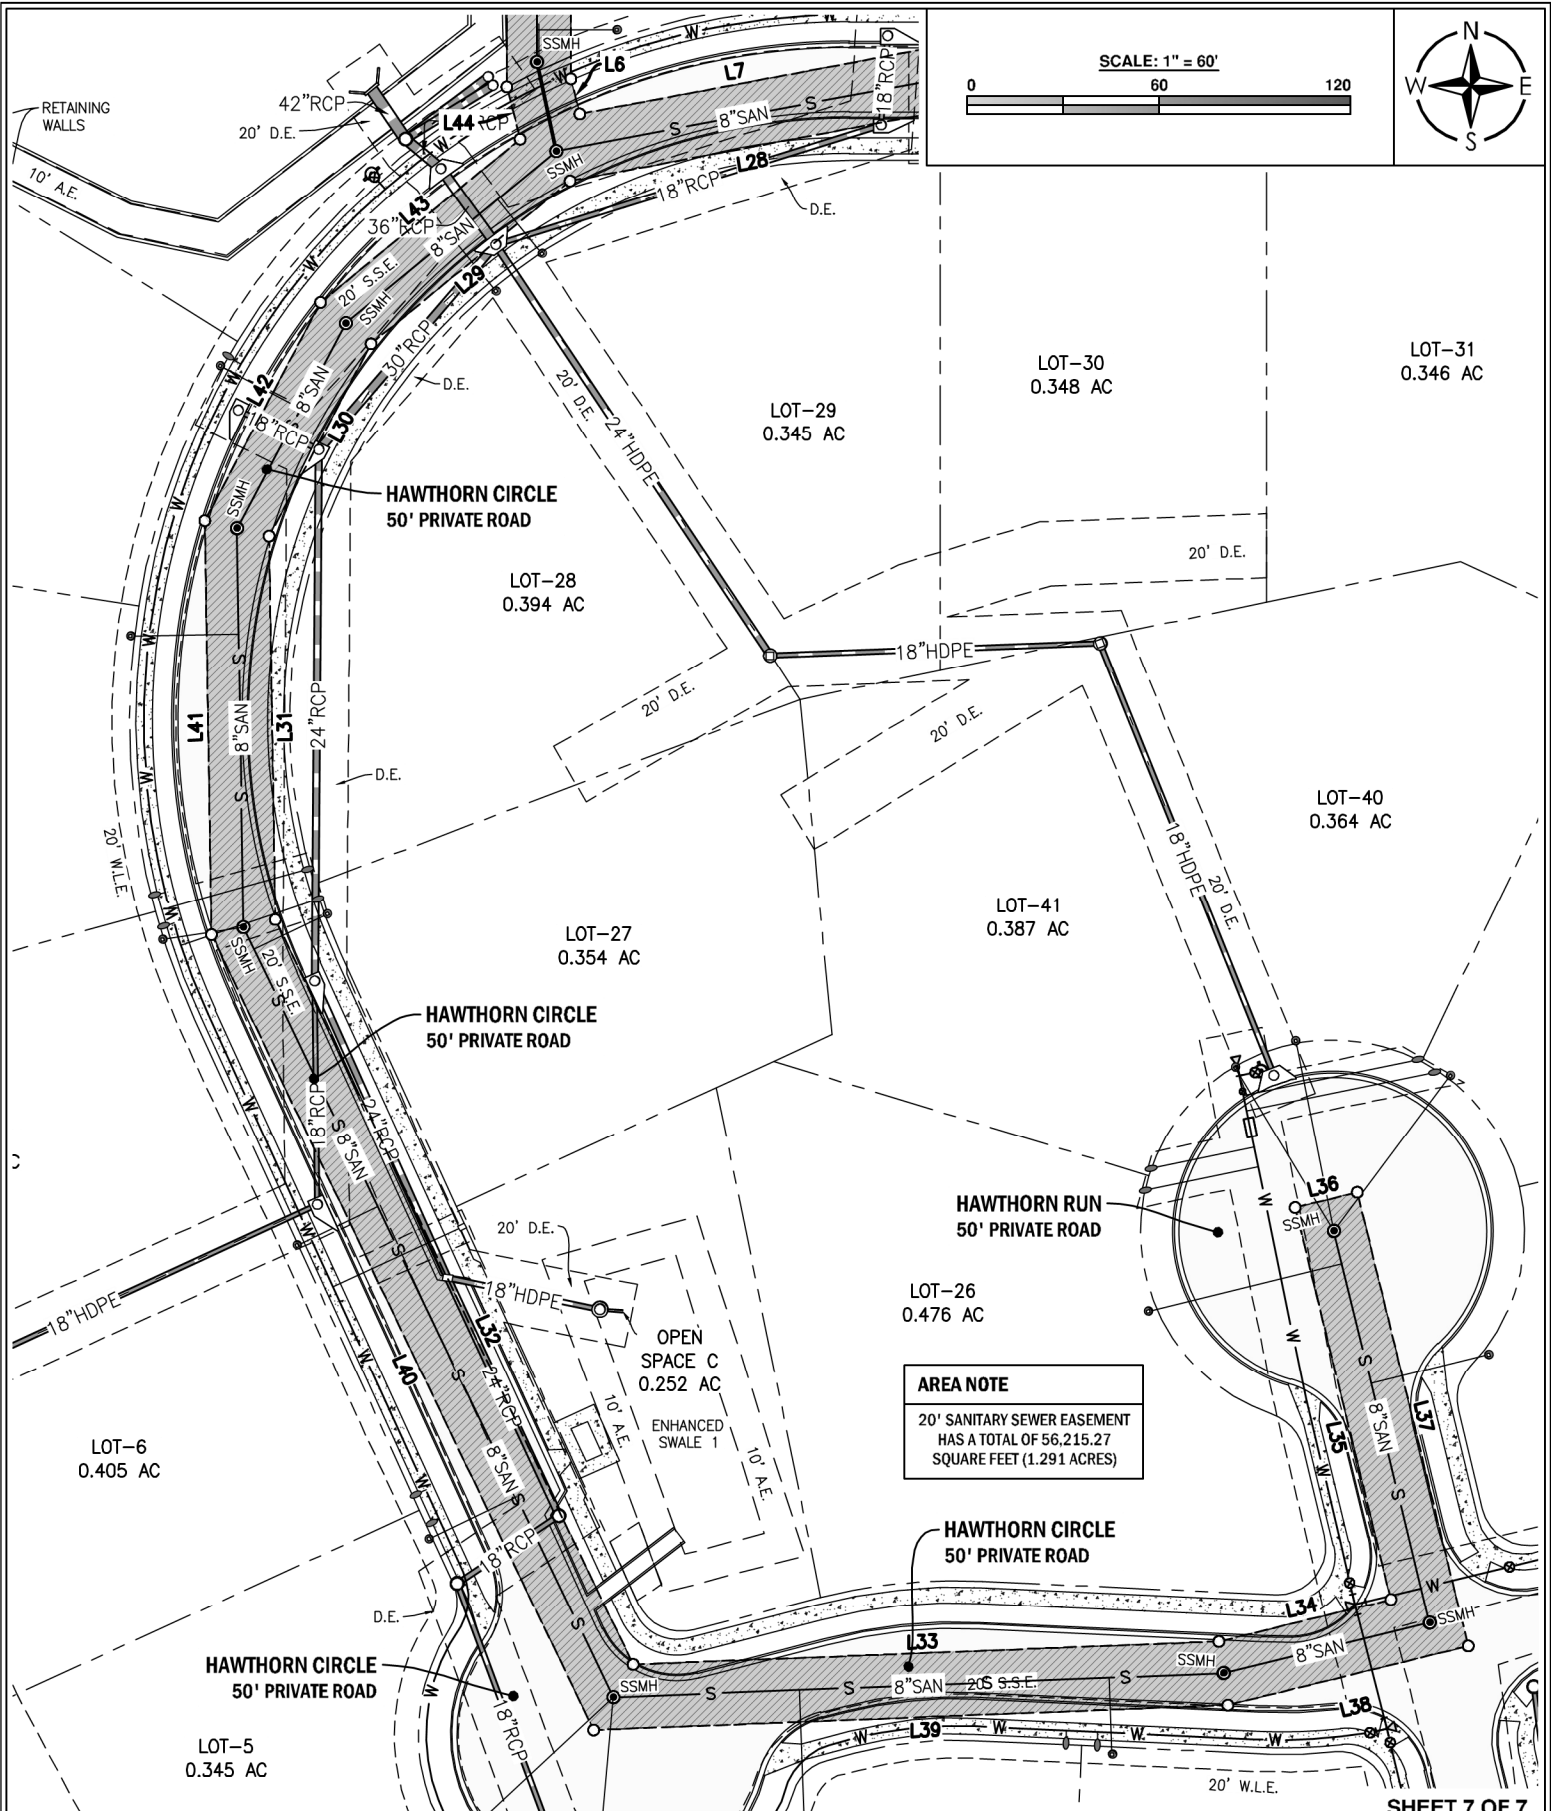 SCALE: 1" = 60'
0 60 120
N
W E
S
RETAINING
WALLS
10' A.E.
42"RCP
20' D.E.
L44
SSMH
W
L6
L7
W
18"RCP
S
8"SAN
SSMH
L28
18"RCP
D.E.
L43
36"RCP
8"SAN
20' S.S.E.
SSMH
L29
30"RCP
D.E.
W
L42
W
8"SAN
18"RCP
L30
SSMH
W
HAWTHORN CIRCLE
50' PRIVATE ROAD
20' D.E.
24"HDPE
LOT-29
0.345 AC
LOT-30
0.348 AC
LOT-31
0.346 AC
20' D.E.
LOT-28
0.394 AC
18"HDPE
W
S
L41
8"SAN
L31
24"RCP
20' D.E.
20' D.E.
D.E.
W
S
20' W.L.E.
LOT-40
0.364 AC
18"HDPE
20' D.E.
LOT-27
0.354 AC
LOT-41
0.387 AC
W
SSMH
20' S.S.E.
S
HAWTHORN CIRCLE
50' PRIVATE ROAD
W
18"RCP
S
8"SAN
24"RCP
C
W
S
18"HDPE
20' D.E.
18"HDPE
HAWTHORN RUN
50' PRIVATE ROAD
L36
SSMH
W
LOT-26
0.476 AC
W
S
OPEN
SPACE C
0.252 AC
ENHANCED
SWALE 1
10' A.E.
10' A.E.
L32
24"RCP
W
L40
S
AREA NOTE
20' SANITARY SEWER EASEMENT
HAS A TOTAL OF 56,215.27
SQUARE FEET (1.291 ACRES)
L35
8"SAN
L37
W
S
LOT-6
0.405 AC
8"SAN
S
W
18"RCP
HAWTHORN CIRCLE
50' PRIVATE ROAD
D.E.
S
L34
W
SSMH
L33
8"SAN
SSMH
HAWTHORN CIRCLE
50' PRIVATE ROAD
SSMH
S
S
8"SAN
20' S.S.E.
S
S
W
18"RCP
L38
L39
W
W
W
W
LOT-5
0.345 AC
20' W.L.E.
SHEET 7 OF 7